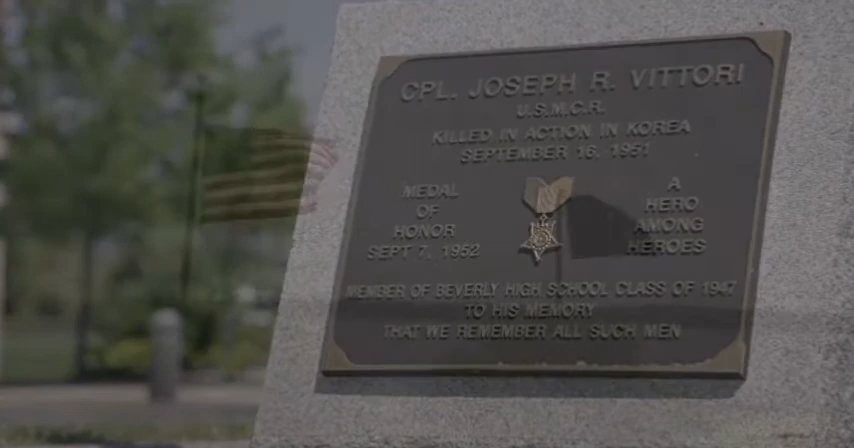 CPL. JOSEPH R. VITTORI
U.S.M.C.R.
KILLED IN ACTION IN KOREA
SEPTEMBER 16, 1951
MEDAL
OF
HONOR
SEPT 7, 1952
A
HERO
AMONG
HEROES
MEMBER OF BEVERLY HIGH SCHOOL CLASS OF 1947
TO HIS MEMORY
THAT WE REMEMBER ALL SUCH MEN